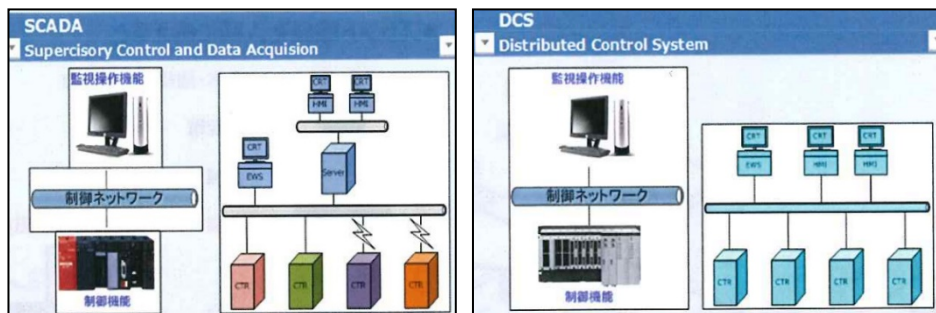 SCADA
Supercisory Control and Data Acquision
監視操作機能
制御ネットワーク
制御機能
CRT
CRT
HMI
HMI
CRT
EWS
Server
CTR
CTR
CTR
CTR
DCS
Distributed Control System
監視操作機能
制御ネットワーク
制御機能
CRT
CRT
CRT
EWS
HMI
HMI
CTR
CTR
CTR
CTR